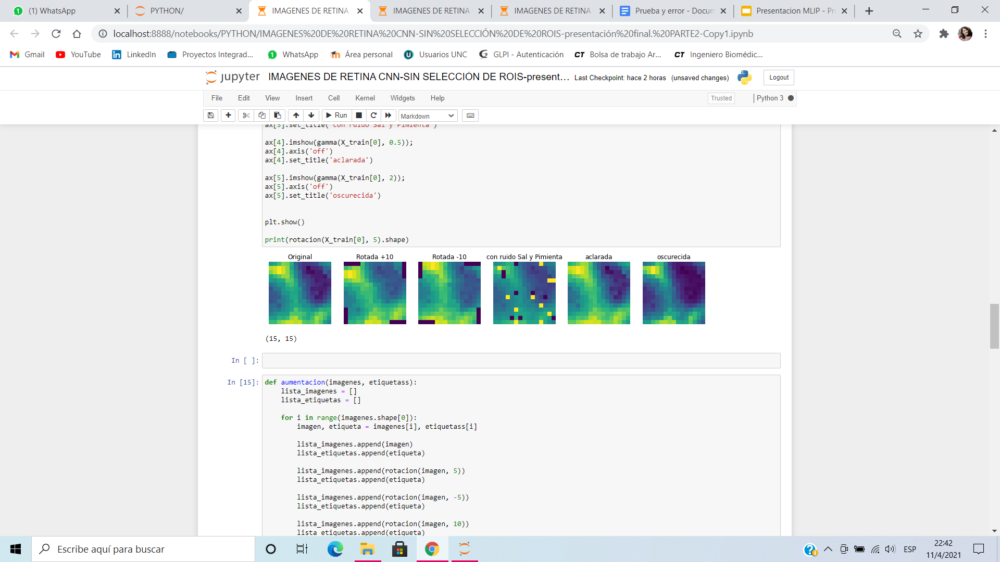 (1) WhatsApp
PYTHON/
IMAGENES DE RETINA
IMAGENES DE RETINA
IMAGENES DE RETINA
Prueba y error - Docum
Presentacion MLIP - Pr
localhost:8888/notebooks/PYTHON/IMAGENES%20DE%20RETINA%20CNN-SIN%20SELECCIÓN%20DE%20ROIS-presentación%20final.%20PARTE2-Copy1.ipynb
Gmail
YouTube
LinkedIn
Proyectos Integrad...
WhatsApp
Área personal
Usuarios UNC
GLPI - Autenticación
CT Bolsa de trabajo Ar...
CT Ingeniero Biomédic...
jupyter IMAGENES DE RETINA CNN-SIN SELECCIÓN DE ROIS-present... Last Checkpoint: hace 2 horas (unsaved changes)
Logout
File Edit View Insert Cell Kernel Widgets Help
Trusted
Python 3
Run
Markdown
ax[3].set_title('con ruido Sal y Pimienta')
ax[4].imshow(gamma(X_train[0], 0.5));
ax[4].axis('off')
ax[4].set_title('aclarada')
ax[5].imshow(gamma(X_train[0], 2));
ax[5].axis('off')
ax[5].set_title('oscurecida')
plt.show()
print(rotacion(X_train[0], 5).shape)
Original
Rotada +10
Rotada -10
con ruido Sal y Pimienta
aclarada
oscurecida
(15, 15)
In [ ]:
In [15]:
def aumentacion(imagenes, etiquetass):
lista_imagenes = []
lista_etiquetas = []
for i in range(imagenes.shape[0]):
imagen, etiqueta = imagenes[i], etiquetass[i]
lista_imagenes.append(imagen)
lista_etiquetas.append(etiqueta)
lista_imagenes.append(rotacion(imagen, 5))
lista_etiquetas.append(etiqueta)
lista_imagenes.append(rotacion(imagen, -5))
lista_etiquetas.append(etiqueta)
lista_imagenes.append(rotacion(imagen, 10))
lista_etiquetas.append(etiqueta)
Escribe aquí para buscar
ESP
22:42
11/4/2021